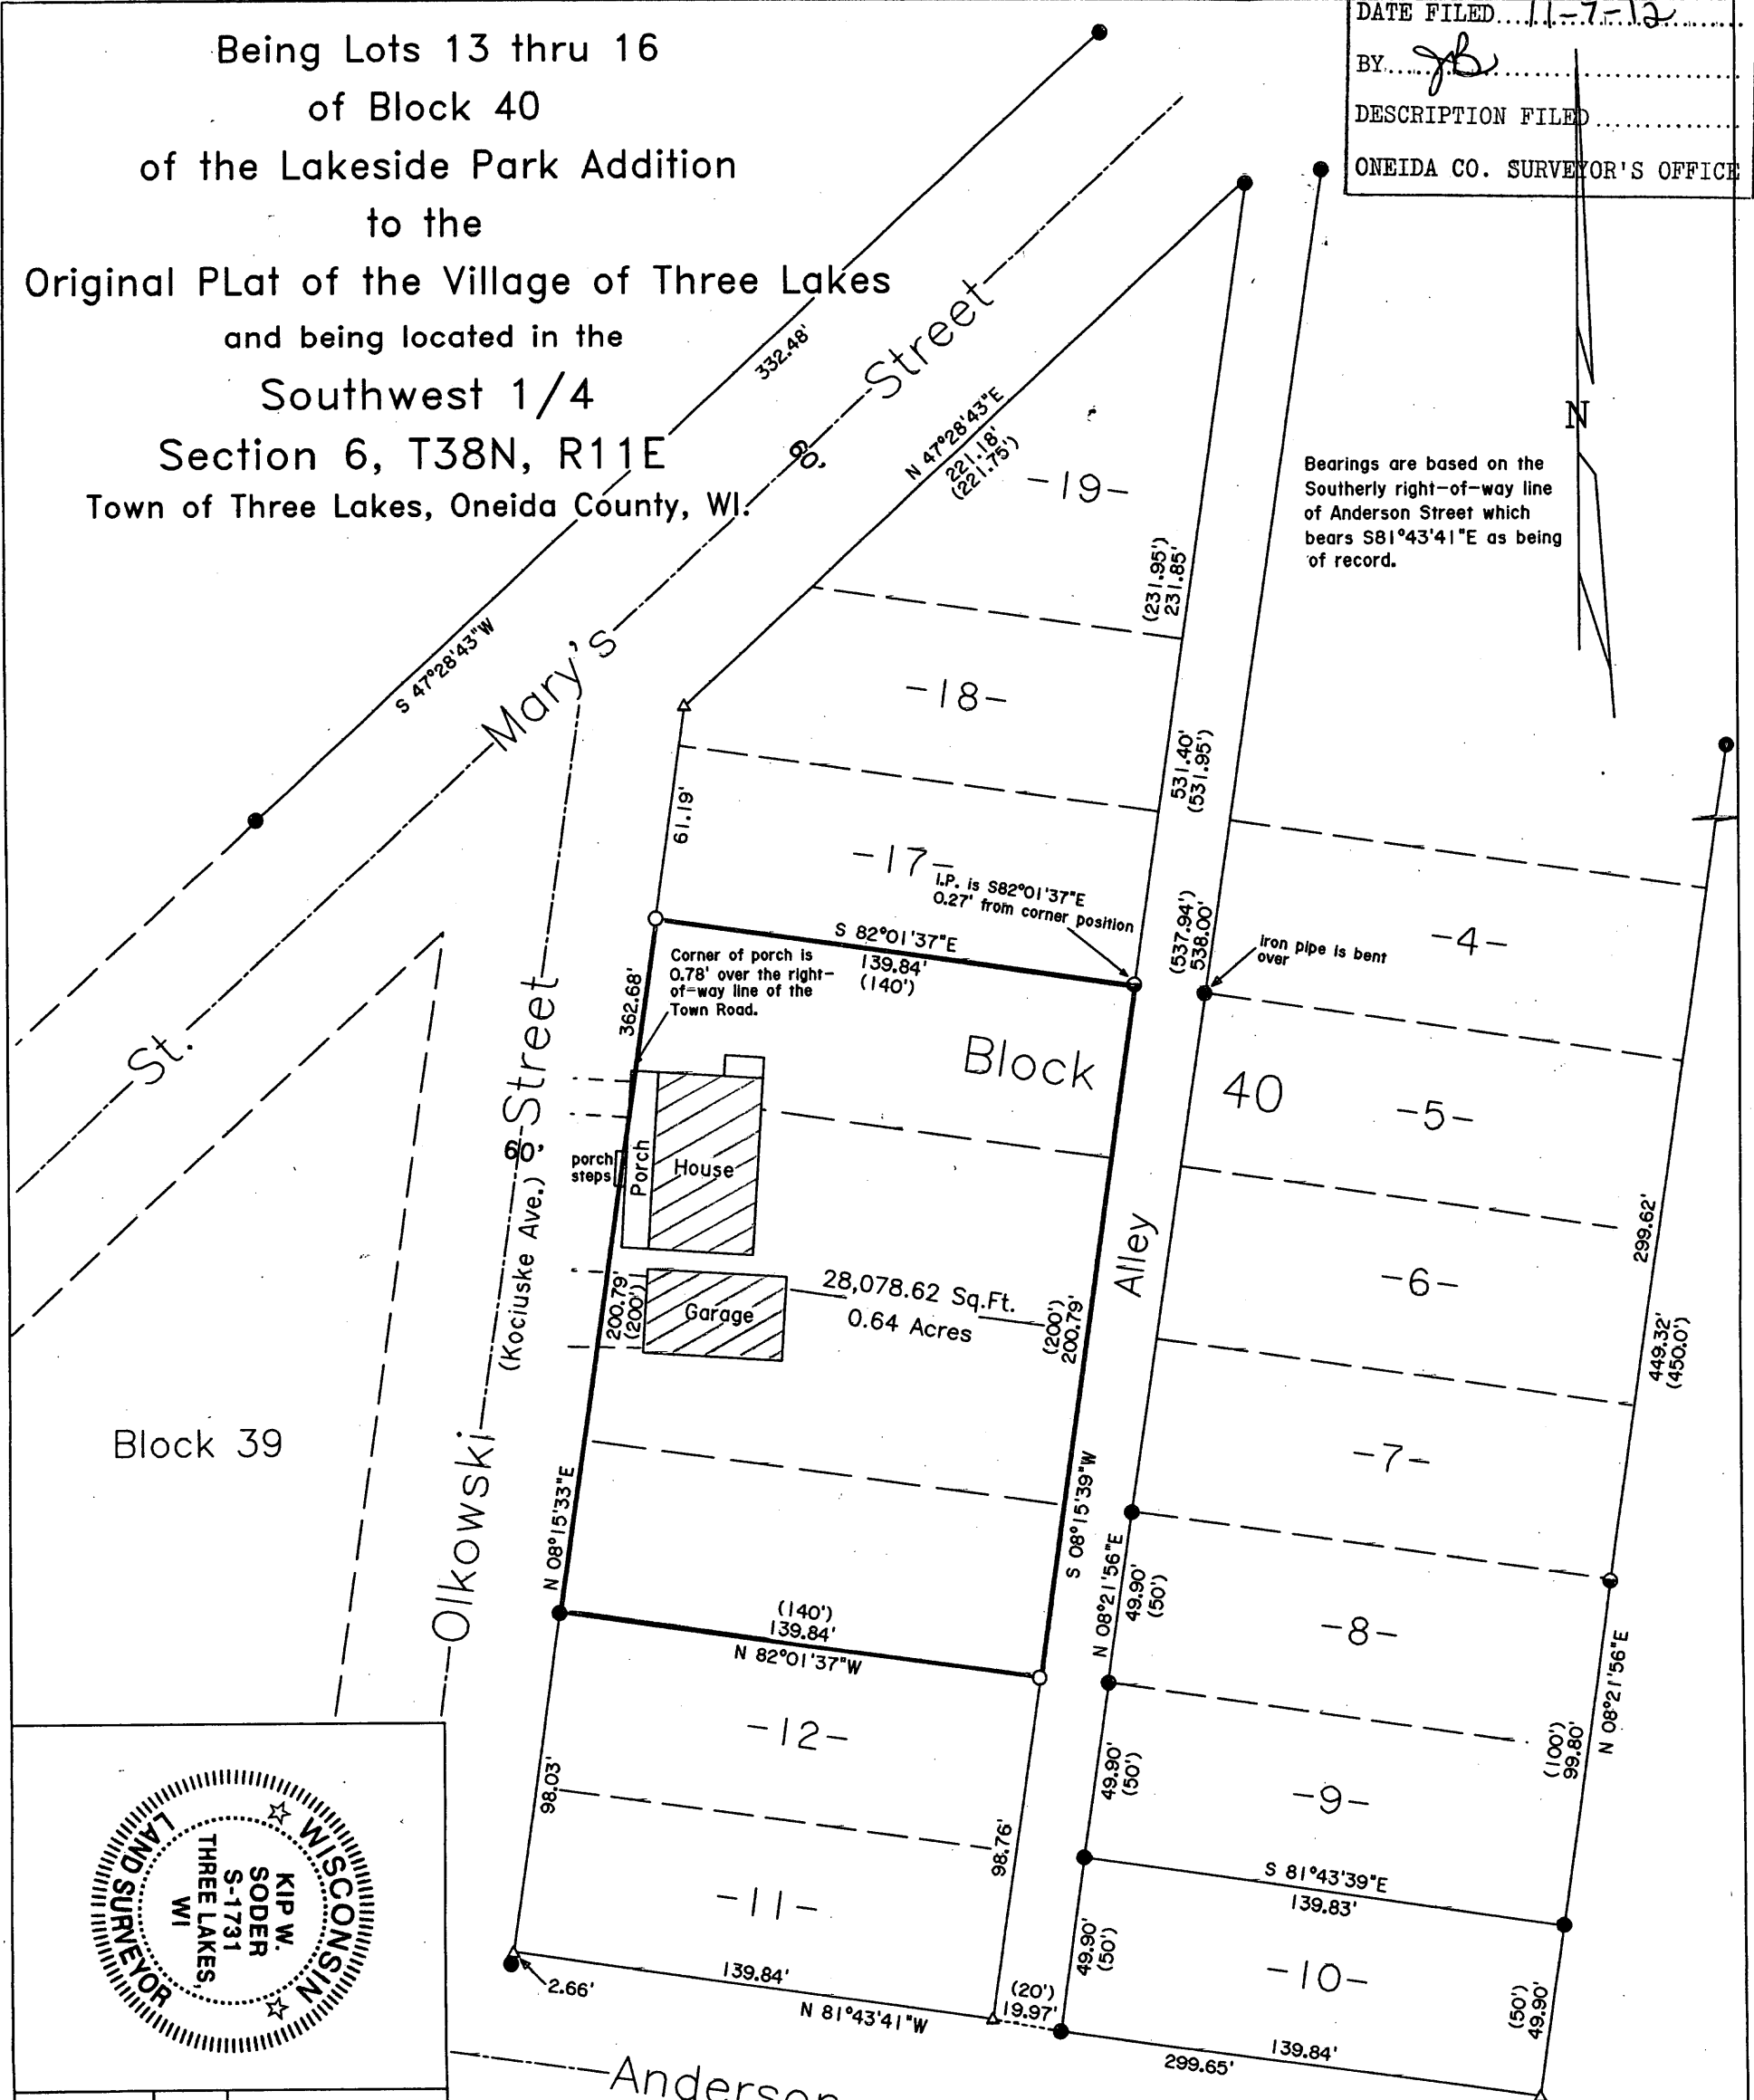 Being Lots 13 thru 16
of Block 40
of the Lakeside Park Addition
to the
Original PLat of the Village of Three Lakes
and being located in the
Southwest 1/4
Section 6, T38N, R11E
Town of Three Lakes, Oneida County, WI.
DATE FILED 11-7-12
BY JB
DESCRIPTION FILED
ONEIDA CO. SURVEYOR'S OFFICE
N
Bearings are based on the
Southerly right-of-way line
of Anderson Street which
bears S81°43'41"E as being
of record.
332.48'
S 47°28'43"W
St. Mary's Street
60'
N 47°28'43"E
221.18'
(221.75')
-19-
(231.95')
231.85'
-18-
531.40'
(531.95')
61.19'
-17-
I.P. is S82°01'37"E
0.27' from corner position
S 82°01'37"E
139.84'
(140')
(537.94')
538.00'
Iron pipe is bent
over
-4-
Corner of porch is
0.78' over the right-
of-way line of the
Town Road.
362.68'
Block
40
-5-
Olkowski Street
(Kociuske Ave.)
60'
porch
steps
Porch
House
Alley
299.62'
-6-
28,078.62 Sq.Ft.
0.64 Acres
Garage
200.79'
(200')
(200')
200.79'
449.32'
(450.0')
Block 39
-7-
N 08°15'33"E
S 08°15'39"W
N 08°21'56"E
49.90'
(50')
(140')
139.84'
N 82°01'37"W
-8-
N 08°21'56"E
-12-
(100')
99.80'
98.03'
49.90'
(50')
-9-
98.76'
S 81°43'39"E
139.83'
-11-
49.90'
(50')
-10-
(50')
49.90'
2.66'
139.84'
N 81°43'41"W
(20')
19.97'
139.84'
299.65'
Anderson
WISCONSIN
KIP W.
SODER
S-1731
THREE LAKES,
WI
LAND SURVEYOR